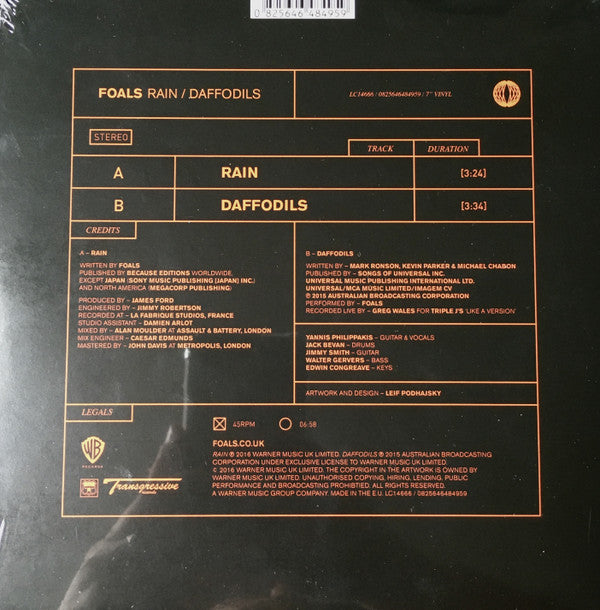 0 825646 484959
FOALS RAIN / DAFFODILS
LC14666 / 0825646484959 / 7" VINYL
STEREO
TRACK
DURATION
A RAIN [3:24]
B DAFFODILS [3:34]
CREDITS
A – RAIN
WRITTEN BY FOALS
PUBLISHED BY BECAUSE EDITIONS WORLDWIDE,
EXCEPT JAPAN (SONY MUSIC PUBLISHING (JAPAN) INC.)
AND NORTH AMERICA (MEGACORP PUBLISHING)
PRODUCED BY – JAMES FORD
ENGINEERED BY – JIMMY ROBERTSON
RECORDED AT – LA FABRIQUE STUDIOS, FRANCE
STUDIO ASSISTANT – DAMIEN ARLOT
MIXED BY – ALAN MOULDER AT ASSAULT & BATTERY, LONDON
MIX ENGINEER – CAESAR EDMUNDS
MASTERED BY – JOHN DAVIS AT METROPOLIS, LONDON
B – DAFFODILS
WRITTEN BY – MARK RONSON, KEVIN PARKER & MICHAEL CHABON
PUBLISHED BY – SONGS OF UNIVERSAL INC.
UNIVERSAL MUSIC PUBLISHING INTERNATIONAL LTD.
UNIVERSAL/MCA MUSIC LIMITED/IMAGEM CV
℗ 2015 AUSTRALIAN BROADCASTING CORPORATION
PERFORMED BY – FOALS
RECORDED LIVE BY – GREG WALES FOR TRIPLE J'S 'LIKE A VERSION'
YANNIS PHILIPPAKIS – GUITAR & VOCALS
JACK BEVAN – DRUMS
JIMMY SMITH – GUITAR
WALTER GERVERS – BASS
EDWIN CONGREAVE – KEYS
ARTWORK AND DESIGN – LEIF PODHAJSKY
LEGALS
45RPM 06:58
WB
RECORDS
Transgressive
RECORDS
FOALS.CO.UK
RAIN ℗ 2016 WARNER MUSIC UK LIMITED. DAFFODILS ℗ 2015 AUSTRALIAN BROADCASTING
CORPORATION UNDER EXCLUSIVE LICENSE TO WARNER MUSIC UK LIMITED.
© 2016 WARNER MUSIC UK LIMITED. THE COPYRIGHT IN THE ARTWORK IS OWNED BY
WARNER MUSIC UK LIMITED. UNAUTHORISED COPYING, HIRING, LENDING, PUBLIC
PERFORMANCE AND BROADCASTING PROHIBTIED. ALL RIGHTS RESERVED.
A WARNER MUSIC GROUP COMPANY. MADE IN THE E.U. LC14666 / 0825646484959